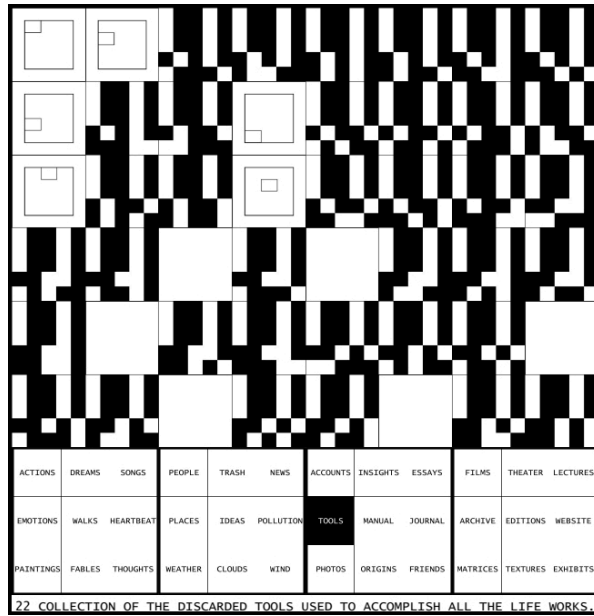 ACTIONS DREAMS SONGS PEOPLE TRASH NEWS ACCOUNTS INSIGHTS ESSAYS FILMS THEATER LECTURES
EMOTIONS WALKS HEARTBEAT PLACES IDEAS POLLUTION TOOLS MANUAL JOURNAL ARCHIVE EDITIONS WEBSITE
PAINTINGS FABLES THOUGHTS WEATHER CLOUDS WIND PHOTOS ORIGINS FRIENDS MATRICES TEXTURES EXHIBITS
22 COLLECTION OF THE DISCARDED TOOLS USED TO ACCOMPLISH ALL THE LIFE WORKS.